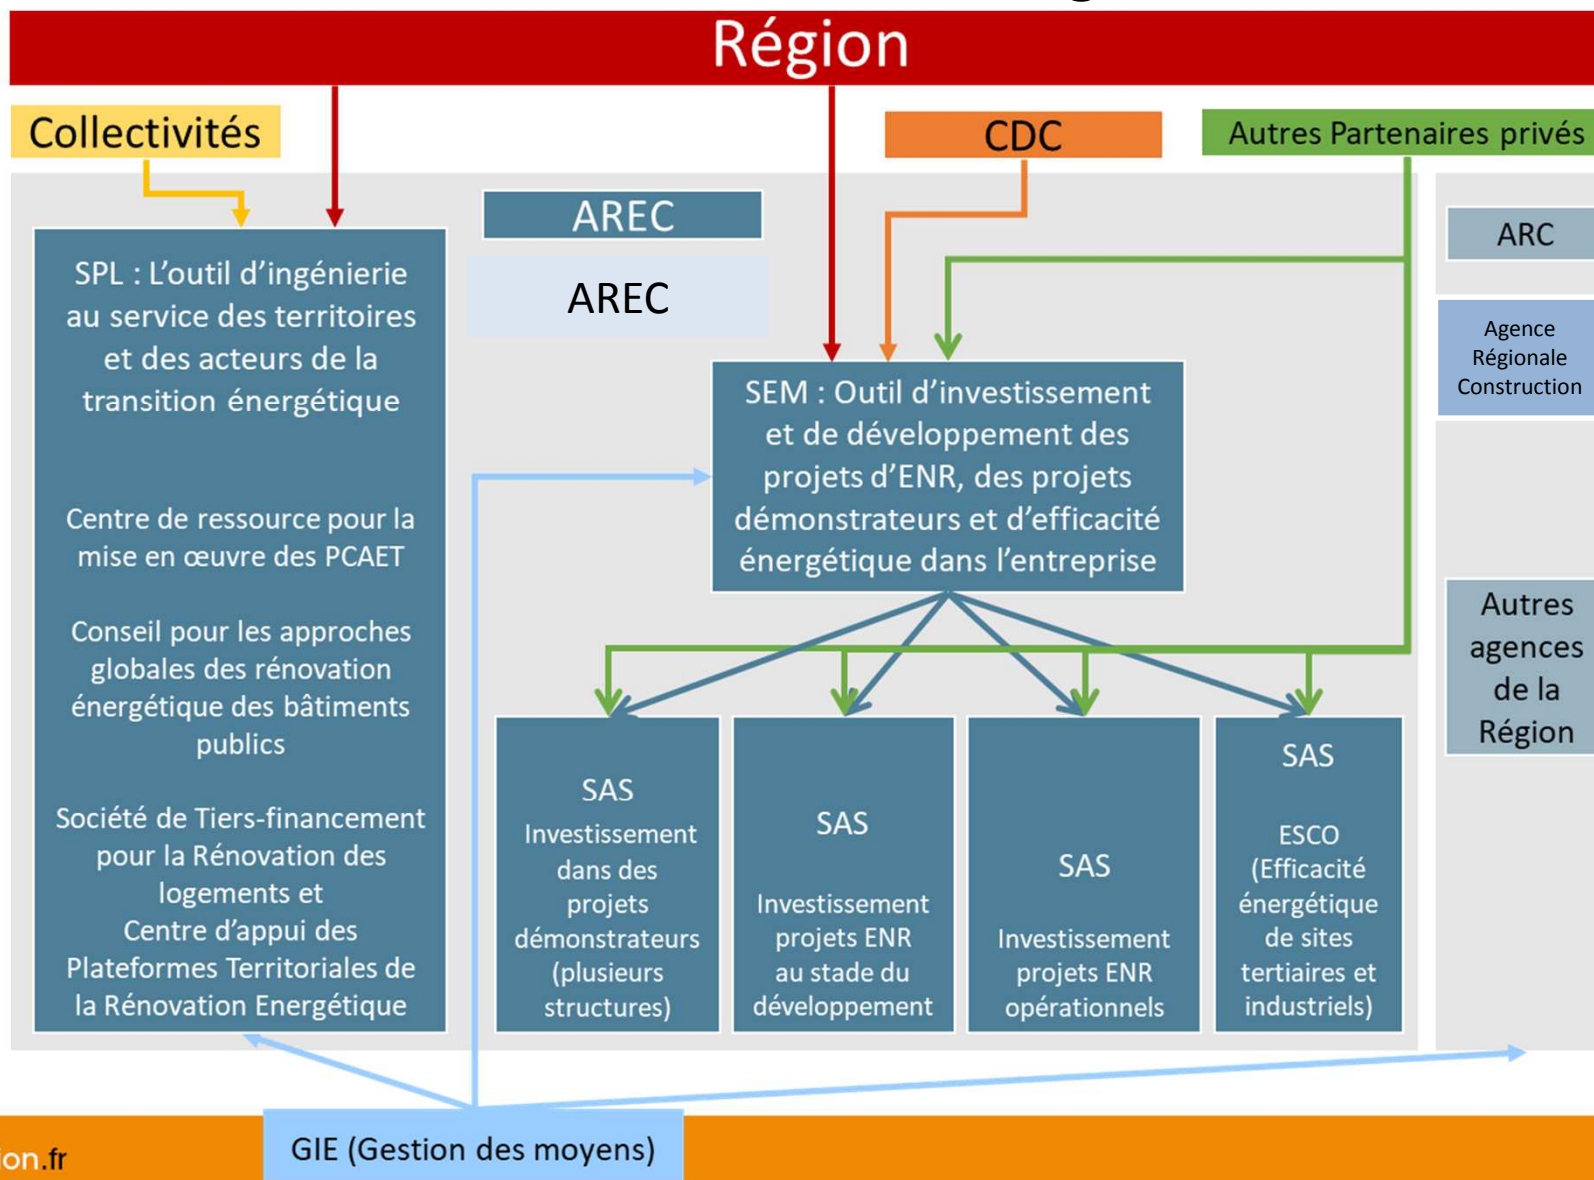 Région
Collectivités
CDC
Autres Partenaires privés
AREC
AREC
ARC
Agence
Régionale
Construction
Autres
agences
de la
Région
SPL : L’outil d’ingénierie
au service des territoires
et des acteurs de la
transition énergétique
Centre de ressource pour la
mise en œuvre des PCAET
Conseil pour les approches
globales des rénovation
énergétique des bâtiments
publics
Société de Tiers-financement
pour la Rénovation des
logements et
Centre d’appui des
Plateformes Territoriales de
la Rénovation Energétique
SEM : Outil d’investissement
et de développement des
projets d’ENR, des projets
démonstrateurs et d’efficacité
énergétique dans l’entreprise
SAS
Investissement
dans des
projets
démonstrateurs
(plusieurs
structures)
SAS
Investissement
projets ENR
au stade du
développement
SAS
Investissement
projets ENR
opérationnels
SAS
ESCO
(Efficacité
énergétique
de sites
tertiaires et
industriels)
GIE (Gestion des moyens)
ion.fr